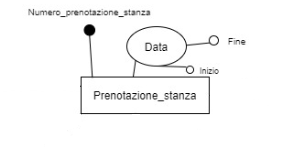 Numero_prenotazione_stanza
Data
Fine
Inizio
Prenotazione_stanza